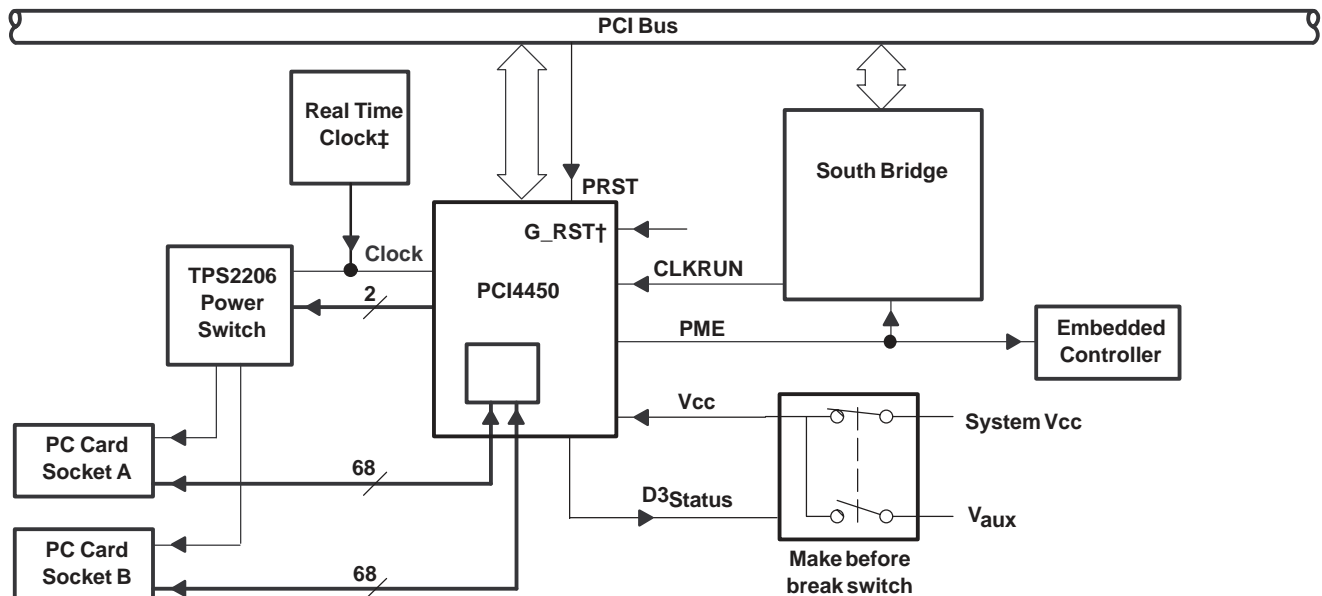 PCI Bus
Real Time
Clock‡
South Bridge
PRST
G_RST†
Clock
CLKRUN
TPS2206
Power
Switch
2
PCI4450
PME
Embedded
Controller
Vcc
System Vcc
PC Card
Socket A
68
D3Status
Vaux
PC Card
Socket B
68
Make before
break switch